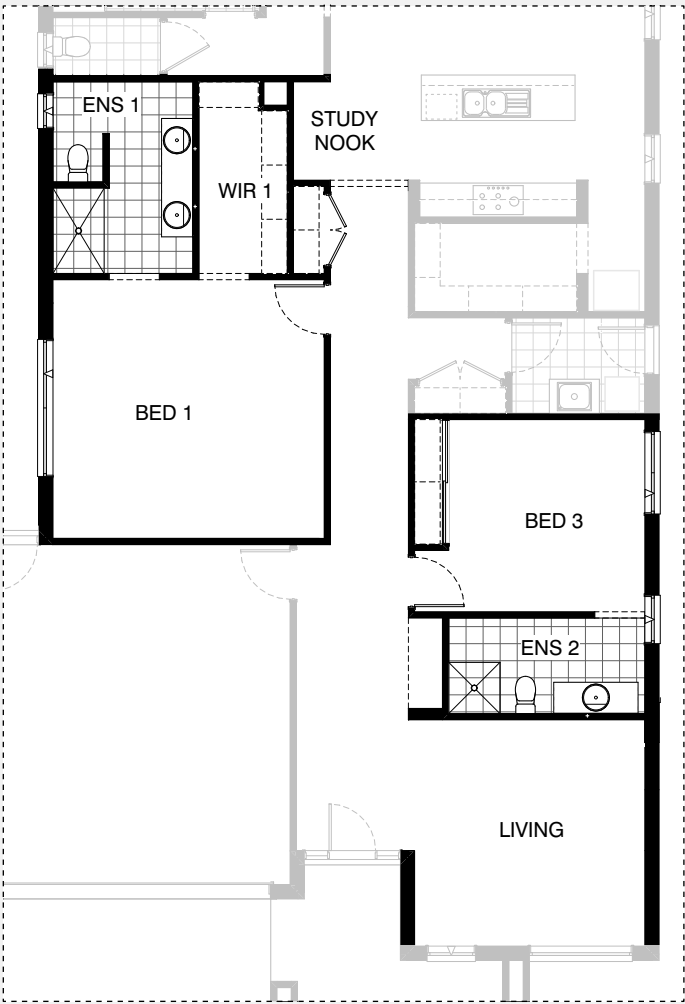 ENS 1
STUDY
NOOK
WIR 1
BED 1
BED 3
ENS 2
LIVING